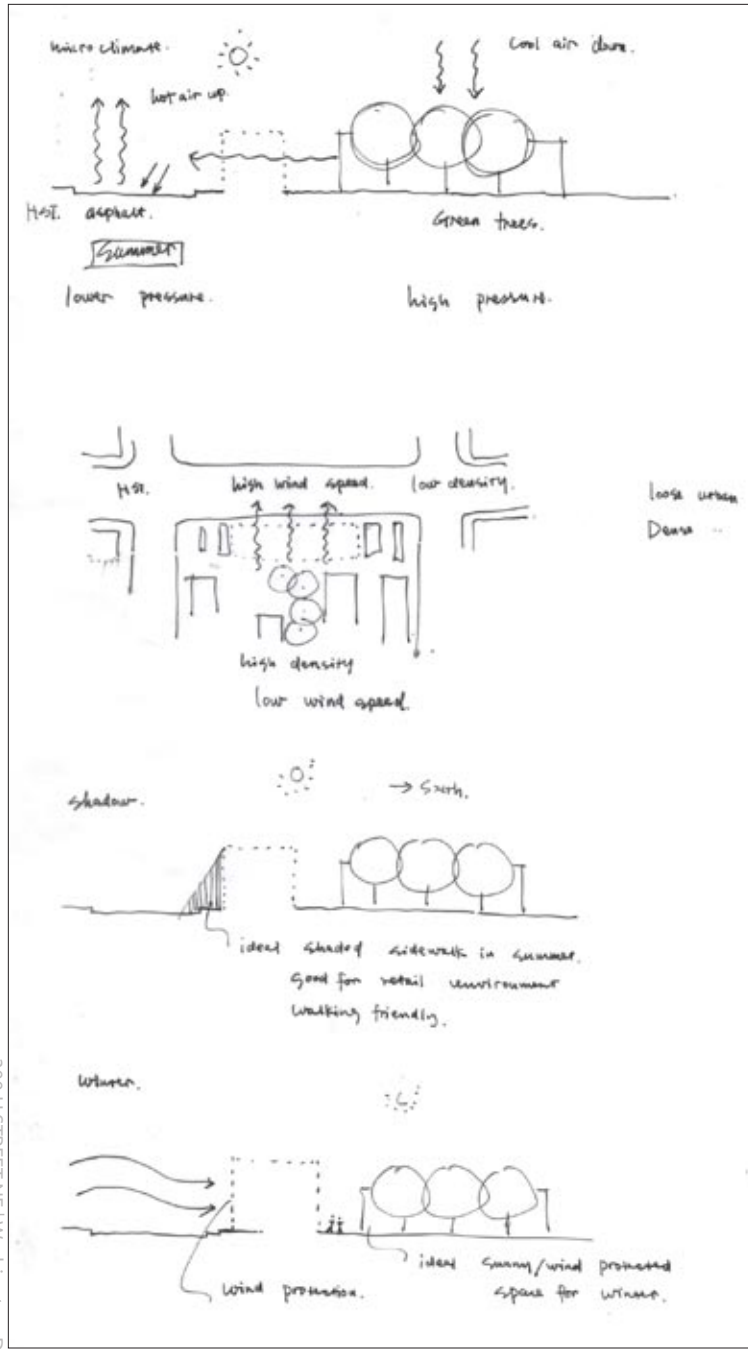 micro climate.
cool air down.
hot air up.
HST. asphalt.
Green trees.
Summer
lower pressure.
high pressure.
HST.
high wind speed.
low density.
loose urban
Dense ..
high density
low wind speed.
shadow.
→ South.
ideal shaded sidewalk in summer.
good for retail environment
walking friendly.
winter.
wind protection.
ideal sunny/wind protected
space for winter.